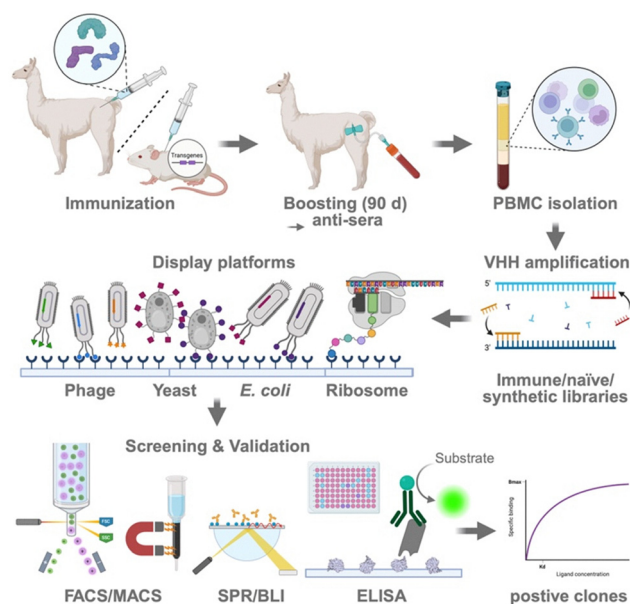 Transgenes
Immunization
Boosting (90 d)
anti-sera
PBMC isolation
Display platforms
VHH amplification
5'
3'
Phage
Yeast
E. coli
Ribosome
Immune/naïve/
synthetic libraries
Screening & Validation
Substrate
FSC
SSC
Bmax
Specific binding
Kd
Ligand concentration
FACS/MACS
SPR/BLI
ELISA
postive clones